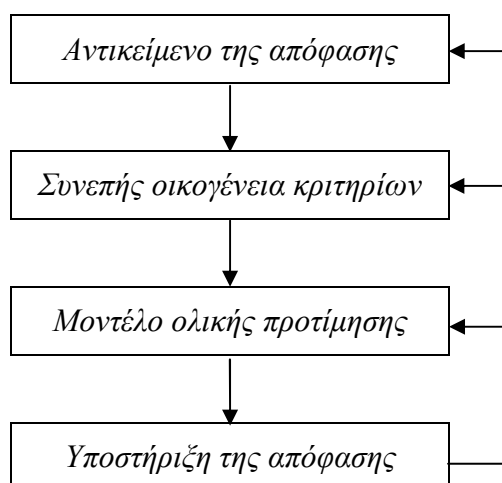 Αντικείμενο της απόφασης
Συνεπής οικογένεια κριτηρίων
Μοντέλο ολικής προτίμησης
Υποστήριξη της απόφασης